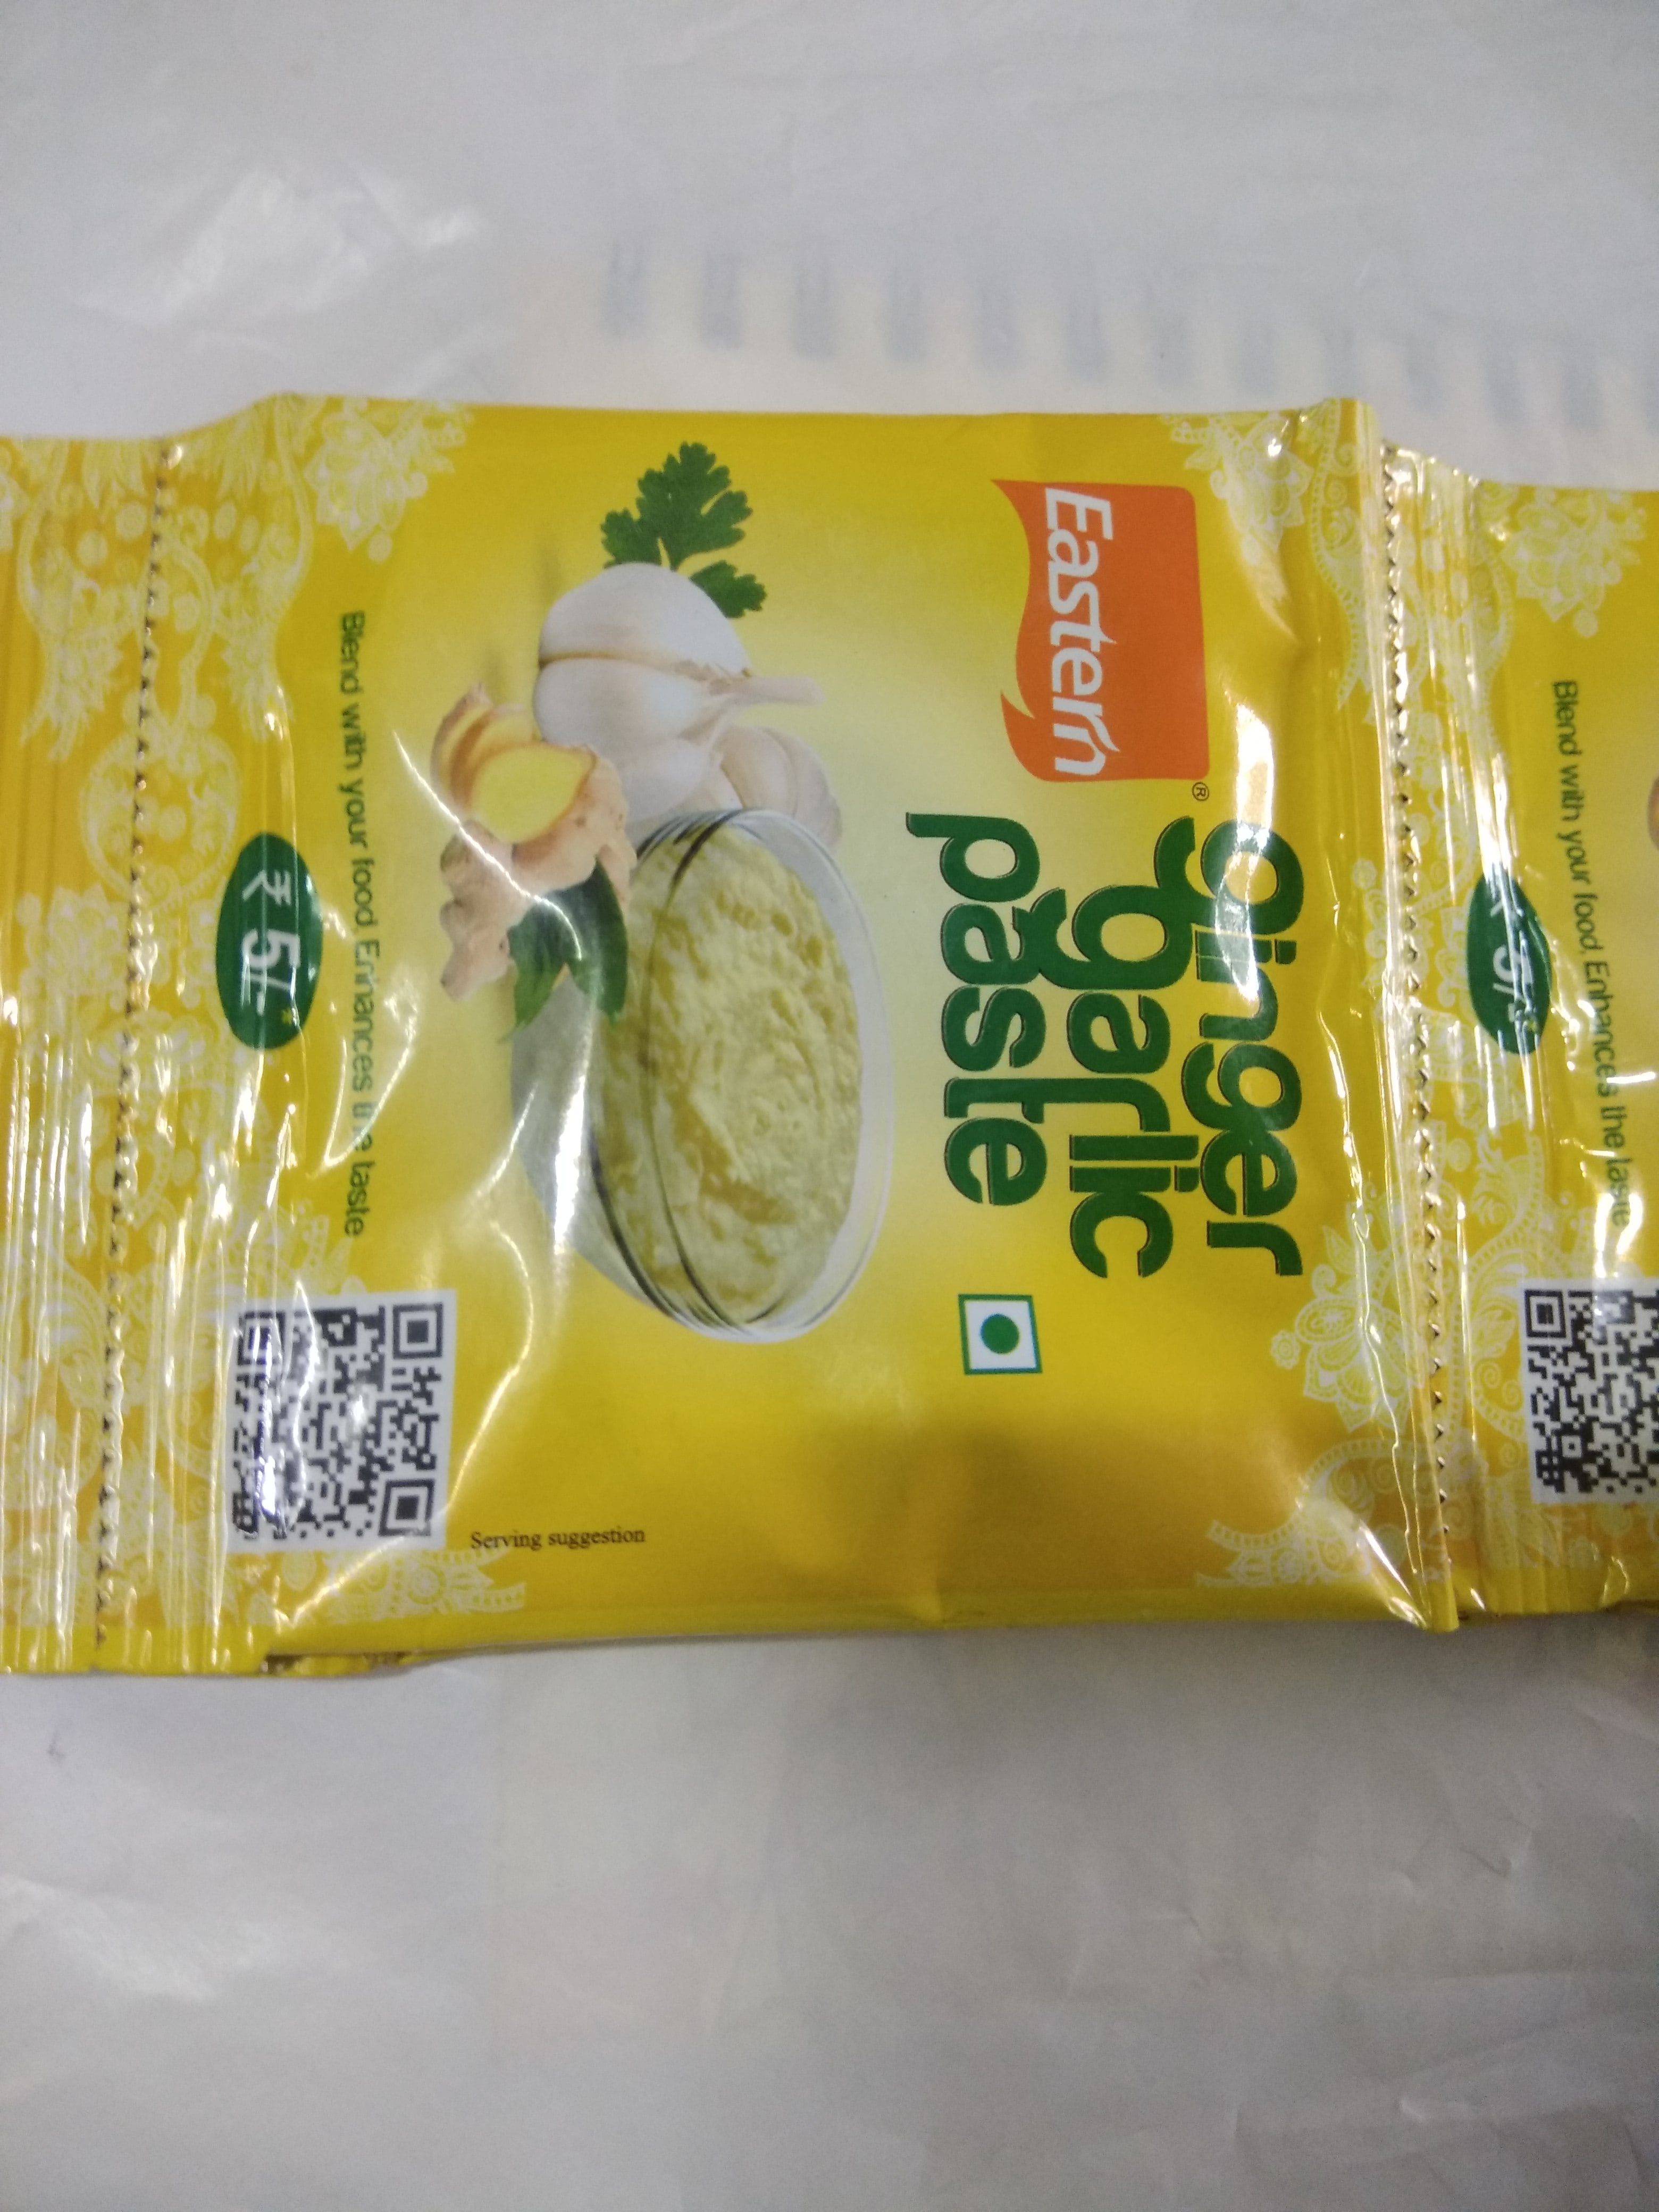 Eastern®
ginger
garlic
paste
Serving suggestion
Blend with your food. Enhances the taste
₹ 5/-*
Blend with your food. Enhances the taste
5/-